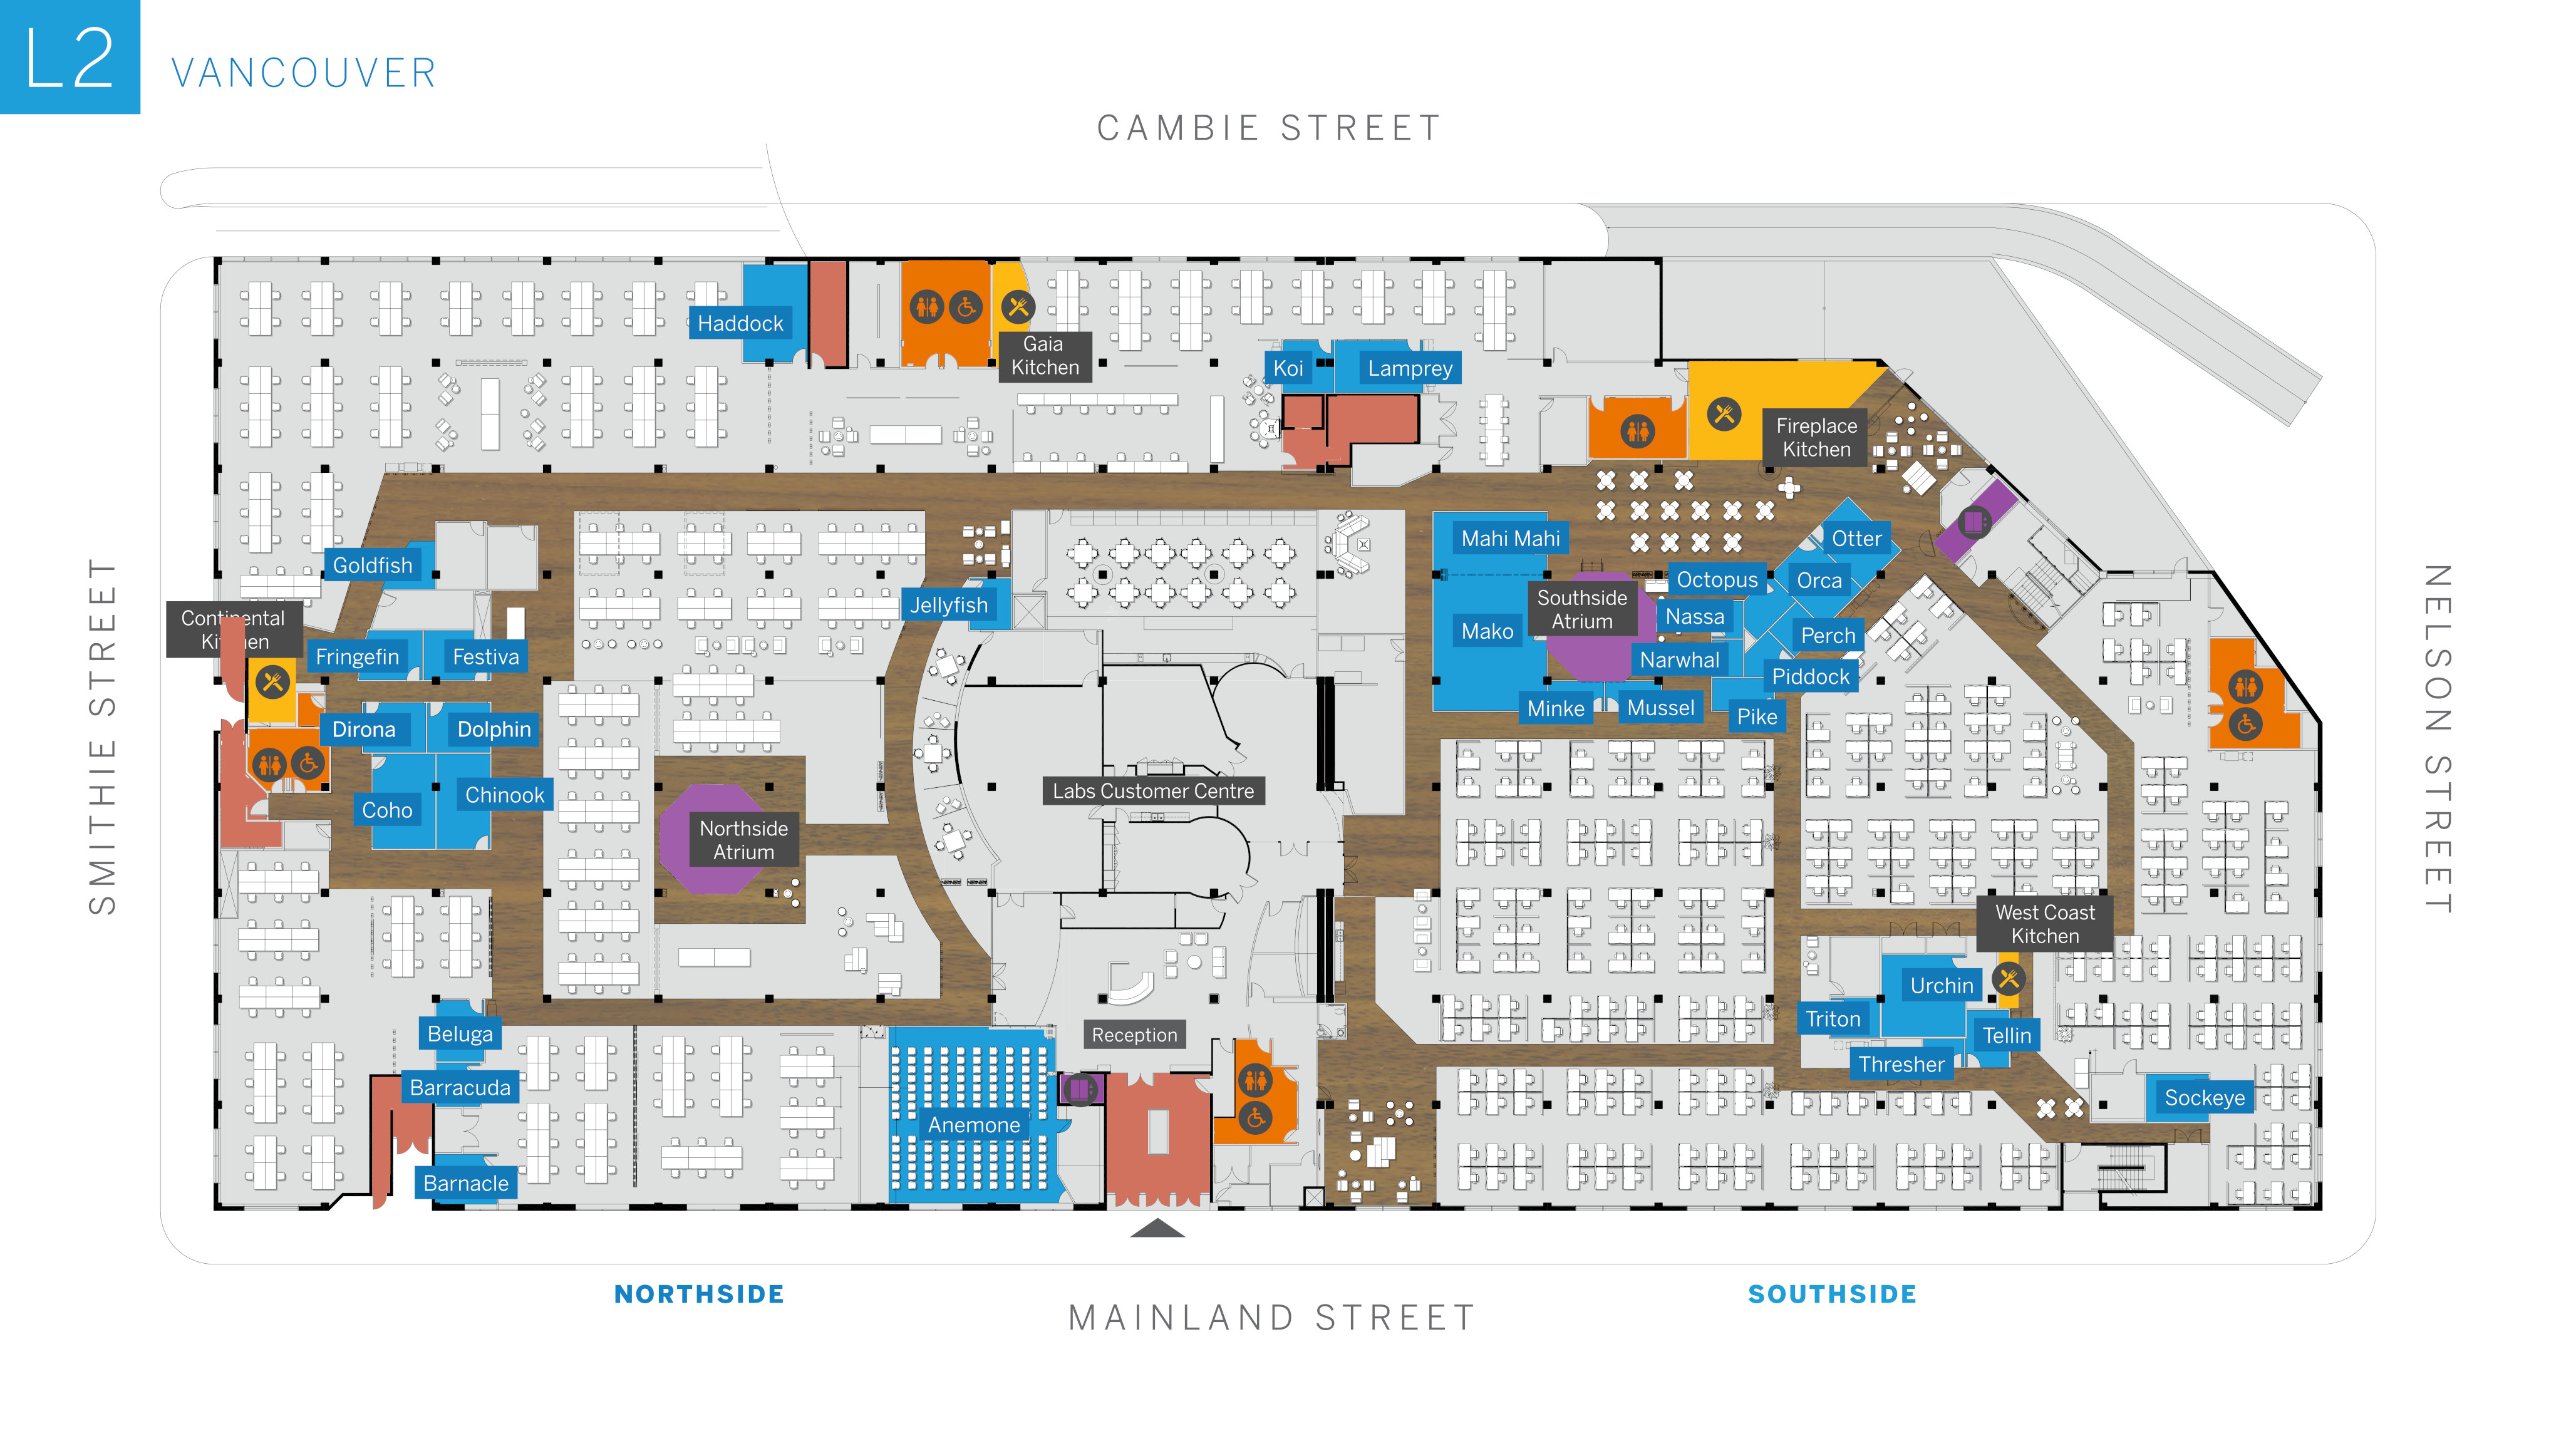 L2
VANCOUVER
CAMBIE STREET
Haddock
Gaia
Kitchen
Koi
Lamprey
Fireplace
Kitchen
Mahi Mahi
Otter
Goldfish
Octopus
Orca
Jellyfish
Southside
Atrium
Continental
Kitchen
Nassa
Mako
Perch
Fringefin
Festiva
Narwhal
Piddock
Minke
Mussel
Pike
Dirona
Dolphin
Labs Customer Centre
Chinook
Coho
Northside
Atrium
West Coast
Kitchen
Urchin
Triton
Beluga
Reception
Tellin
Thresher
Barracuda
Sockeye
Anemone
Barnacle
SMITHIE STREET
NELSON STREET
NORTHSIDE
SOUTHSIDE
MAINLAND STREET